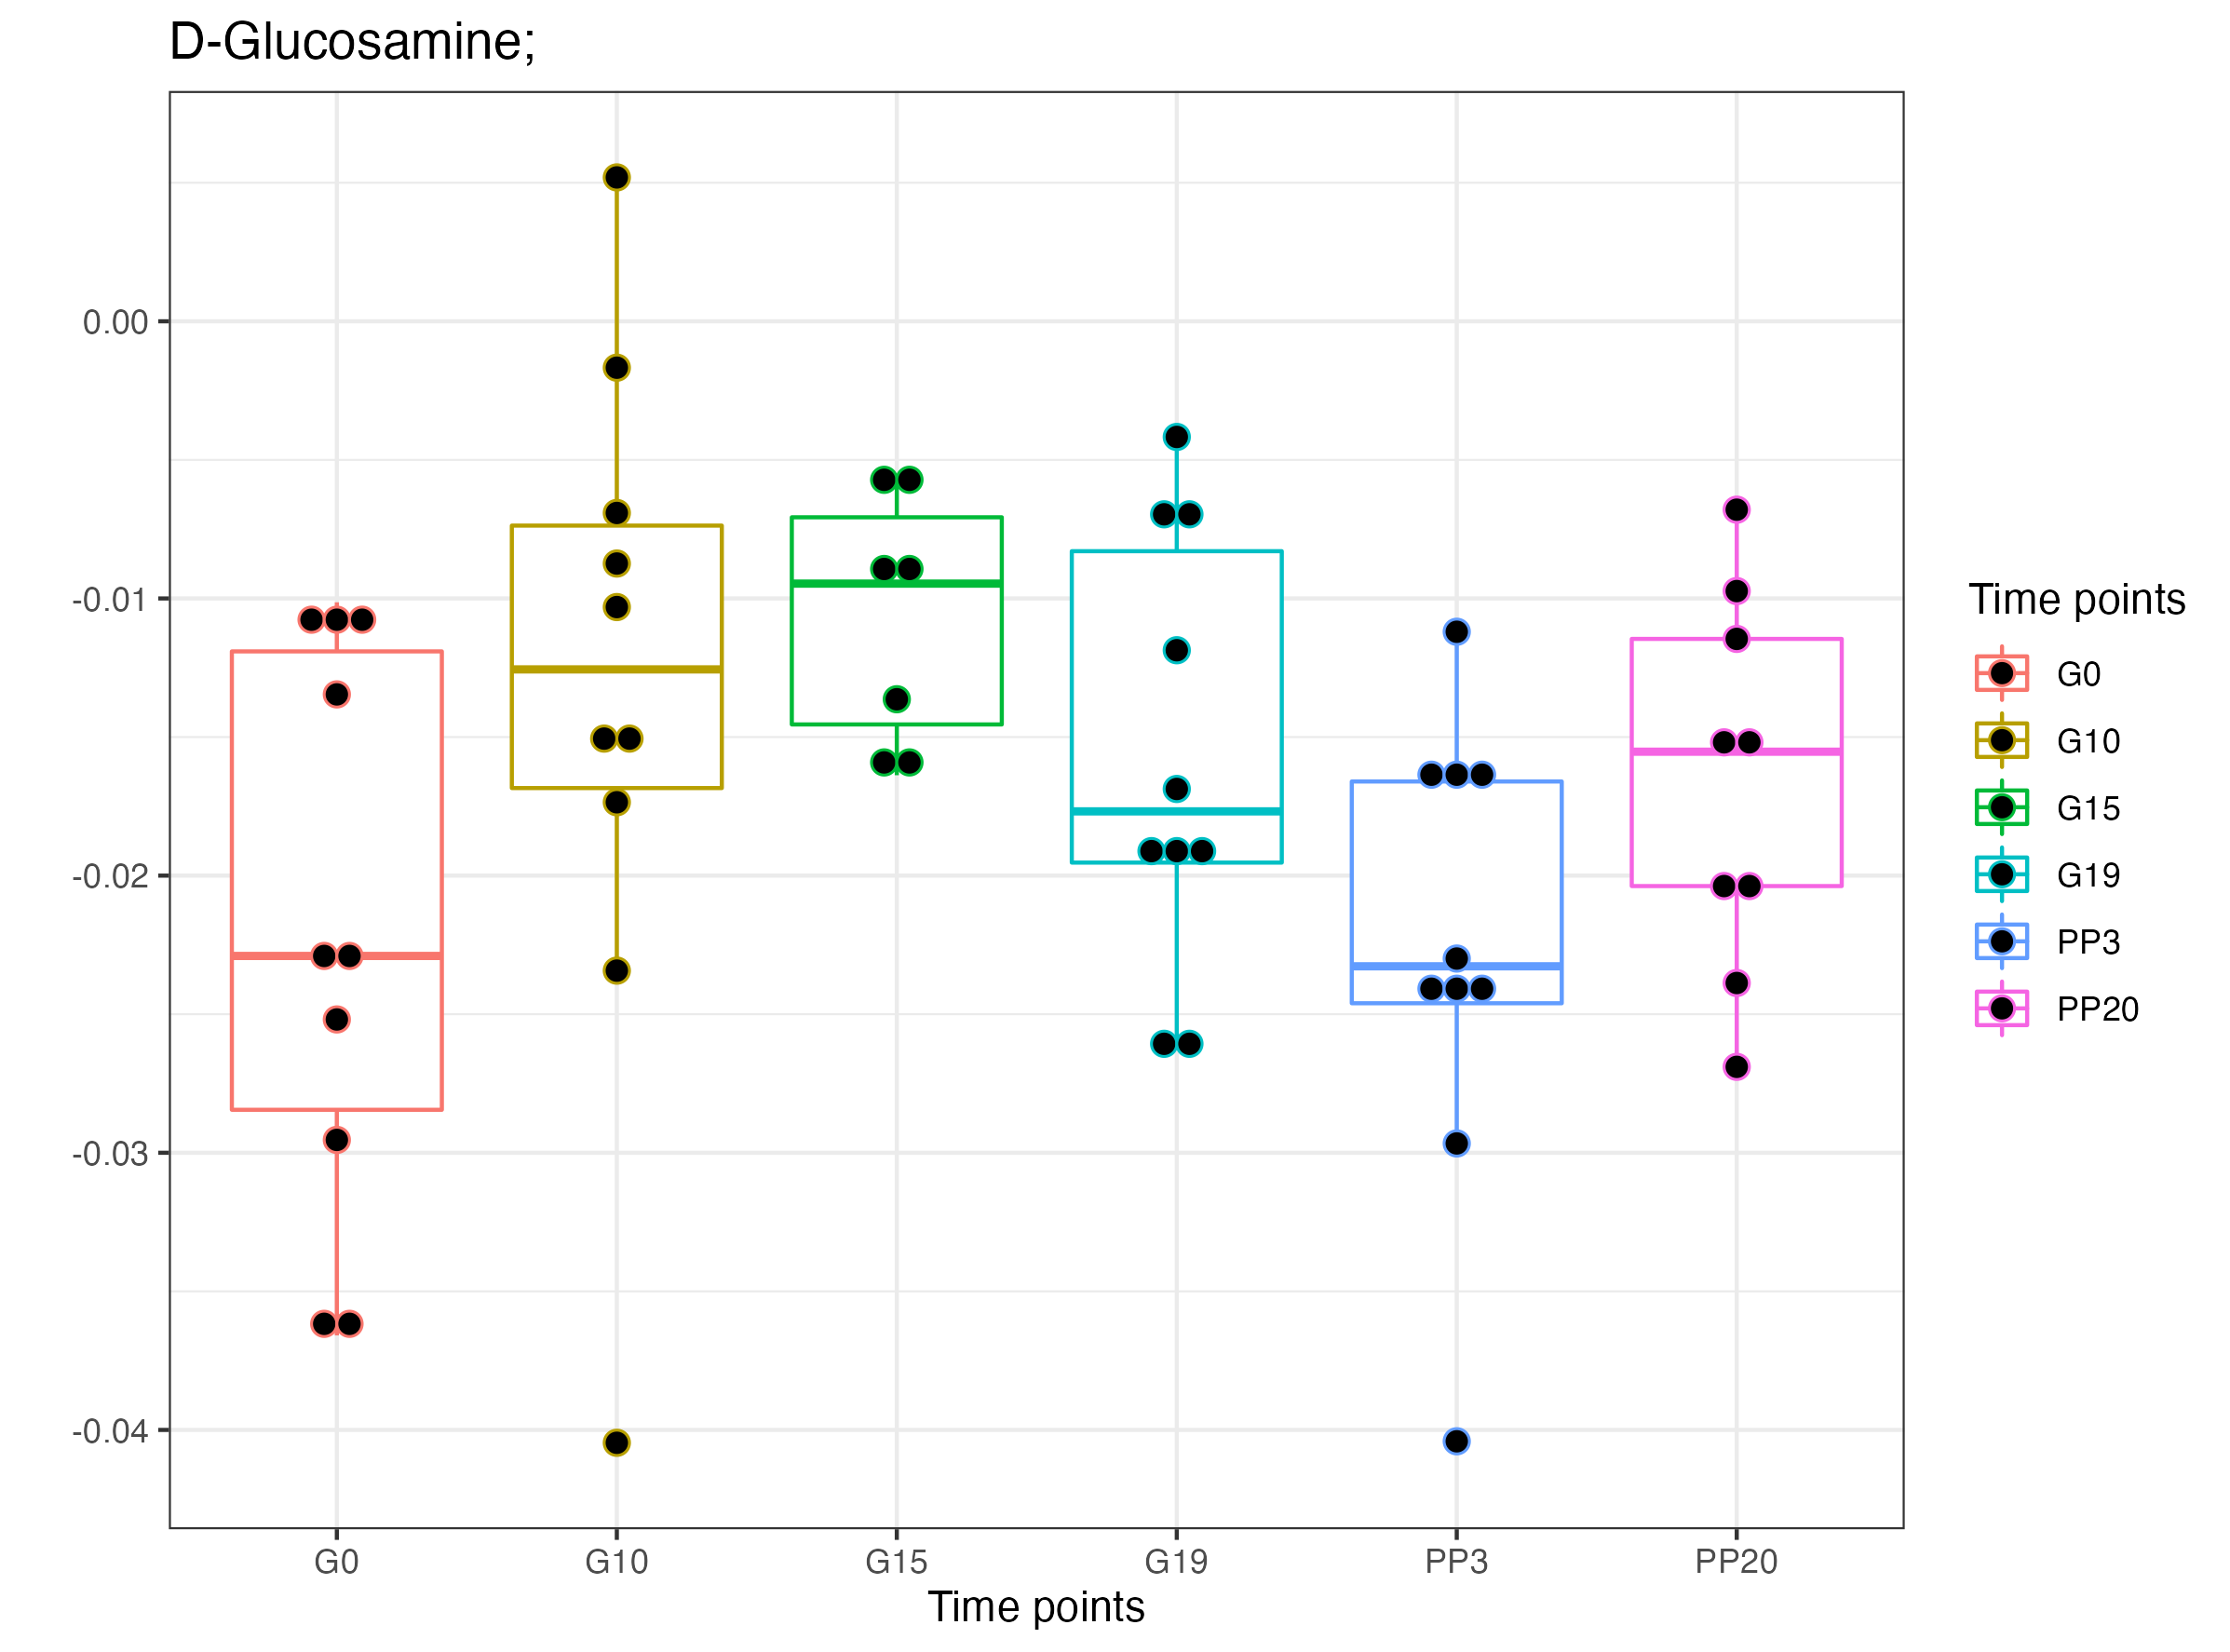 D-Glucosamine;
0.00
-0.01
-0.02
-0.03
-0.04
G0 G10 G15 G19 PP3 PP20
Time points
Time points
G0
G10
G15
G19
PP3
PP20